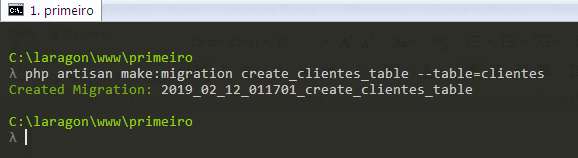 1. primeiro
C:\laragon\www\primeiro
λ php artisan make:migration create_clientes_table --table=clientes
Created Migration: 2019_02_12_011701_create_clientes_table
C:\laragon\www\primeiro
λ